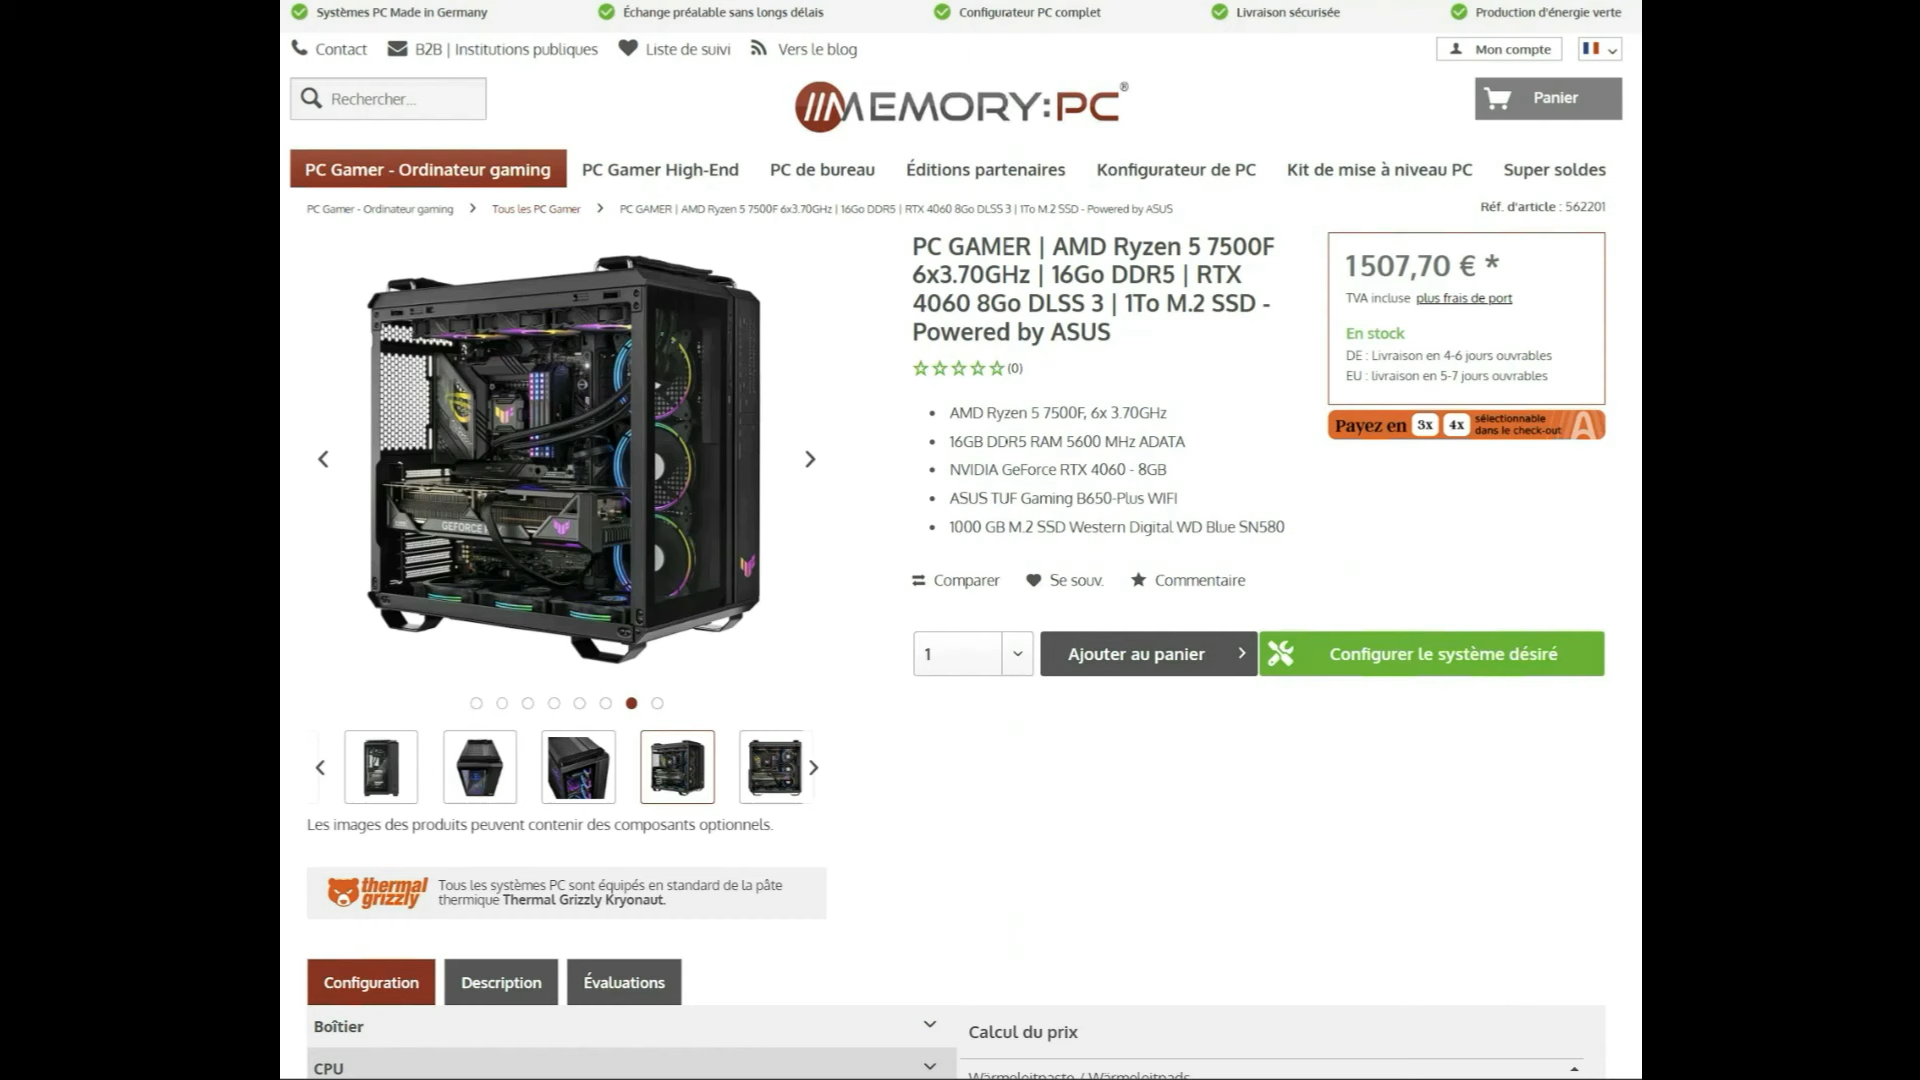 Systèmes PC Made in Germany
Échange préalable sans longs délais
Configurateur PC complet
Livraison sécurisée
Production d'énergie verte
Contact
B2B | Institutions publiques
Liste de suivi
Vers le blog
Mon compte
Rechercher...
MEMORY:PC®
Panier
PC Gamer - Ordinateur gaming
PC Gamer High-End
PC de bureau
Éditions partenaires
Konfigurateur de PC
Kit de mise à niveau PC
Super soldes
PC Gamer - Ordinateur gaming > Tous les PC Gamer > PC GAMER | AMD Ryzen 5 7500F 6x3.70GHz | 16Go DDR5 | RTX 4060 8Go DLSS 3 | 1To M.2 SSD - Powered by ASUS
Réf. d'article : 562201
PC GAMER | AMD Ryzen 5 7500F
6x3.70GHz | 16Go DDR5 | RTX
4060 8Go DLSS 3 | 1To M.2 SSD -
Powered by ASUS
(0)
• AMD Ryzen 5 7500F, 6x 3.70GHz
• 16GB DDR5 RAM 5600 MHz ADATA
• NVIDIA GeForce RTX 4060 - 8GB
• ASUS TUF Gaming B650-Plus WIFI
• 1000 GB M.2 SSD Western Digital WD Blue SN580
Comparer
Se souv.
Commentaire
1
Ajouter au panier
Configurer le système désiré
1507,70 € *
TVA incluse plus frais de port
En stock
DE : Livraison en 4-6 jours ouvrables
EU : livraison en 5-7 jours ouvrables
Payez en 3x 4x sélectionnable
dans le check-out
GEFORCE
Les images des produits peuvent contenir des composants optionnels.
thermal
grizzly
Tous les systèmes PC sont équipés en standard de la pâte
thermique Thermal Grizzly Kryonaut.
Configuration
Description
Évaluations
Boîtier
CPU
Calcul du prix
Wärmeleitpaste / Wärmeleitpads